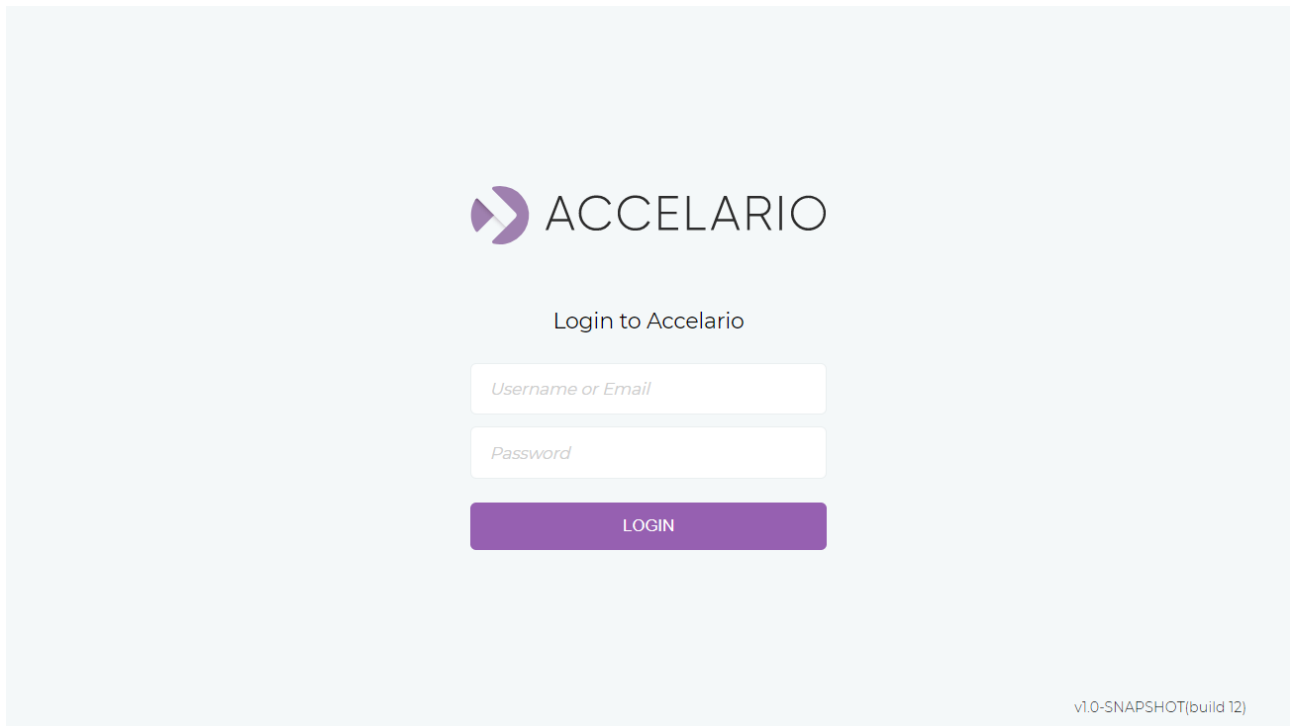 ACCELARIO
Login to Accelario
Username or Email
Password
LOGIN
v1.0-SNAPSHOT(build 12)